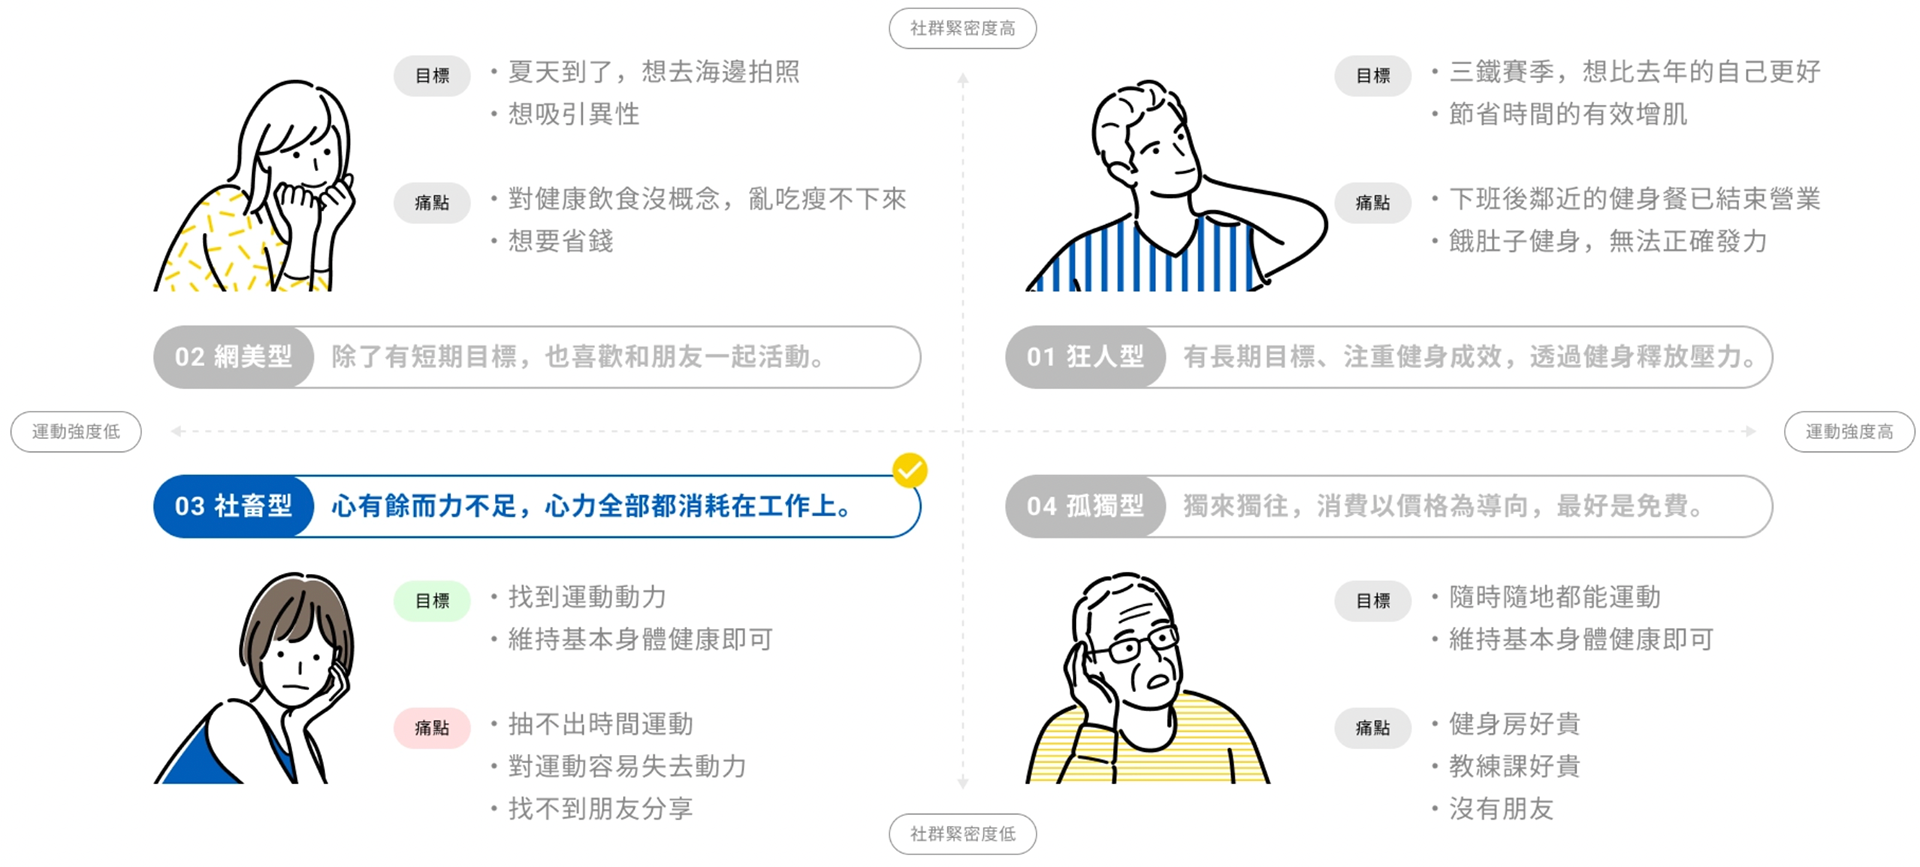 社群緊密度高
目標
・夏天到了，想去海邊拍照
・想吸引異性
痛點
・對健康飲食沒概念，亂吃瘦不下來
・想要省錢
02 網美型
除了有短期目標，也喜歡和朋友一起活動。
目標
・三鐵賽季，想比去年的自己更好
・節省時間的有效增肌
痛點
・下班後鄰近的健身餐已結束營業
・餓肚子健身，無法正確發力
01 狂人型
有長期目標、注重健身成效，透過健身釋放壓力。
運動強度低
運動強度高
03 社畜型
心有餘而力不足，心力全部都消耗在工作上。
目標
・找到運動動力
・維持基本身體健康即可
痛點
・抽不出時間運動
・對運動容易失去動力
・找不到朋友分享
04 孤獨型
獨來獨往，消費以價格為導向，最好是免費。
目標
・隨時隨地都能運動
・維持基本身體健康即可
痛點
・健身房好貴
・教練課好貴
・沒有朋友
社群緊密度低